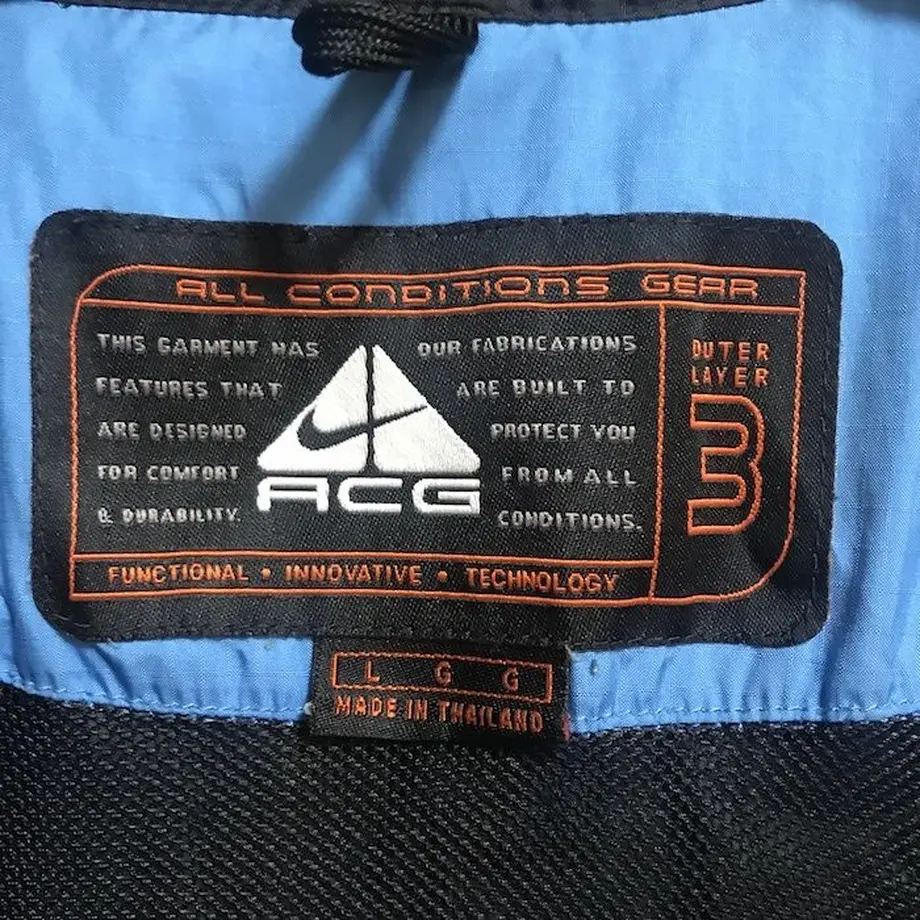 ALL CONDITIONS GEAR
THIS GARMENT HAS
FEATURES THAT
ARE DESIGNED
FOR COMFORT
& DURABILITY.
ACG
OUR FABRICATIONS
ARE BUILT TO
PROTECT YOU
FROM ALL
CONDITIONS.
OUTER
LAYER
3
FUNCTIONAL • INNOVATIVE • TECHNOLOGY
L G G
MADE IN THAILAND